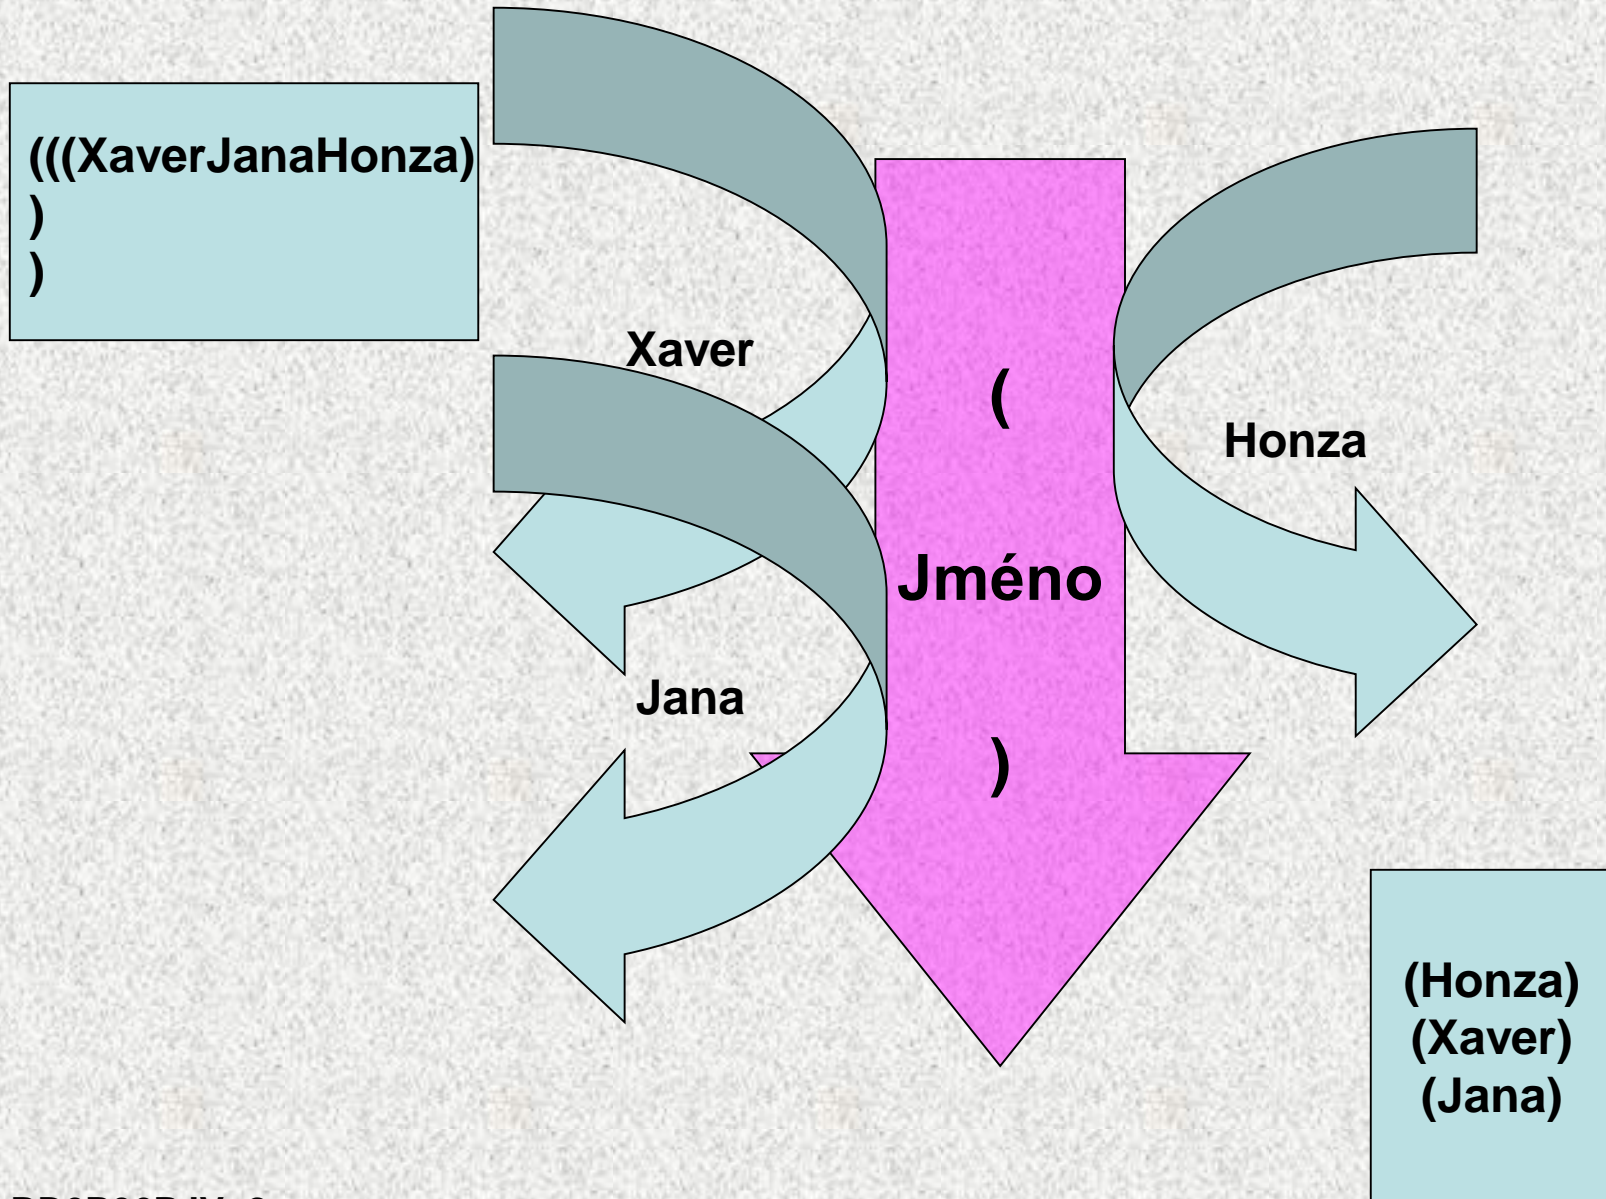 (((XaverJanaHonza)
)
)
Xaver
(
Honza
Jméno
Jana
)
(Honza)
(Xaver)
(Jana)